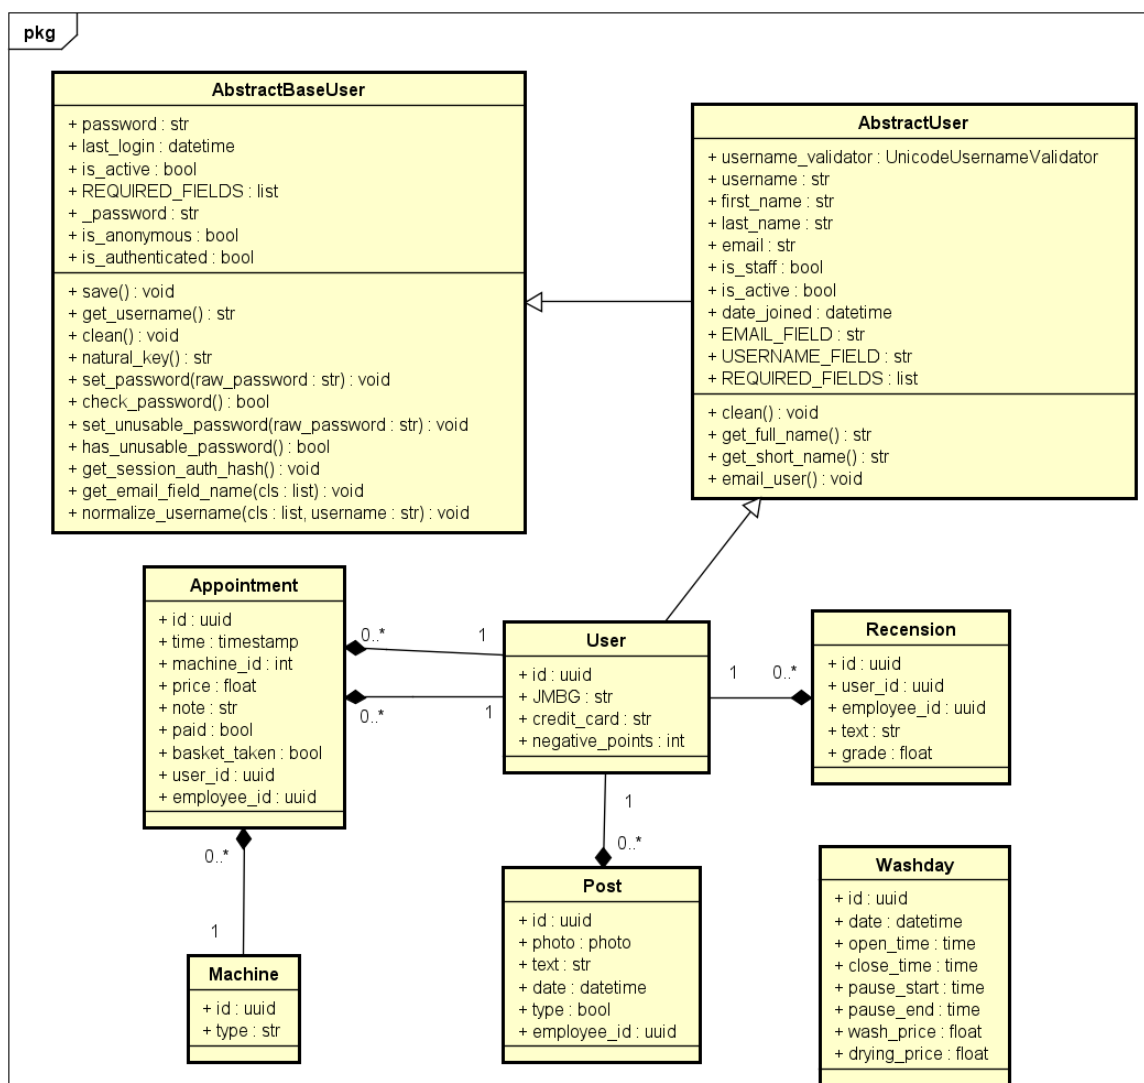 pkg
AbstractBaseUser
+ password : str
+ last_login : datetime
+ is_active : bool
+ REQUIRED_FIELDS : list
+ _password : str
+ is_anonymous : bool
+ is_authenticated : bool
+ save() : void
+ get_username() : str
+ clean() : void
+ natural_key() : str
+ set_password(raw_password : str) : void
+ check_password() : bool
+ set_unusable_password(raw_password : str) : void
+ has_unusable_password() : bool
+ get_session_auth_hash() : void
+ get_email_field_name(cls : list) : void
+ normalize_username(cls : list, username : str) : void
AbstractUser
+ username_validator : UnicodeUsernameValidator
+ username : str
+ first_name : str
+ last_name : str
+ email : str
+ is_staff : bool
+ is_active : bool
+ date_joined : datetime
+ EMAIL_FIELD : str
+ USERNAME_FIELD : str
+ REQUIRED_FIELDS : list
+ clean() : void
+ get_full_name() : str
+ get_short_name() : str
+ email_user() : void
Appointment
+ id : uuid
+ time : timestamp
+ machine_id : int
+ price : float
+ note : str
+ paid : bool
+ basket_taken : bool
+ user_id : uuid
+ employee_id : uuid
0..*
1
0..*
1
User
+ id : uuid
+ JMBG : str
+ credit_card : str
+ negative_points : int
1
0..*
Recension
+ id : uuid
+ user_id : uuid
+ employee_id : uuid
+ text : str
+ grade : float
0..*
1
Machine
+ id : uuid
+ type : str
1
0..*
Post
+ id : uuid
+ photo : photo
+ text : str
+ date : datetime
+ type : bool
+ employee_id : uuid
Washday
+ id : uuid
+ date : datetime
+ open_time : time
+ close_time : time
+ pause_start : time
+ pause_end : time
+ wash_price : float
+ drying_price : float